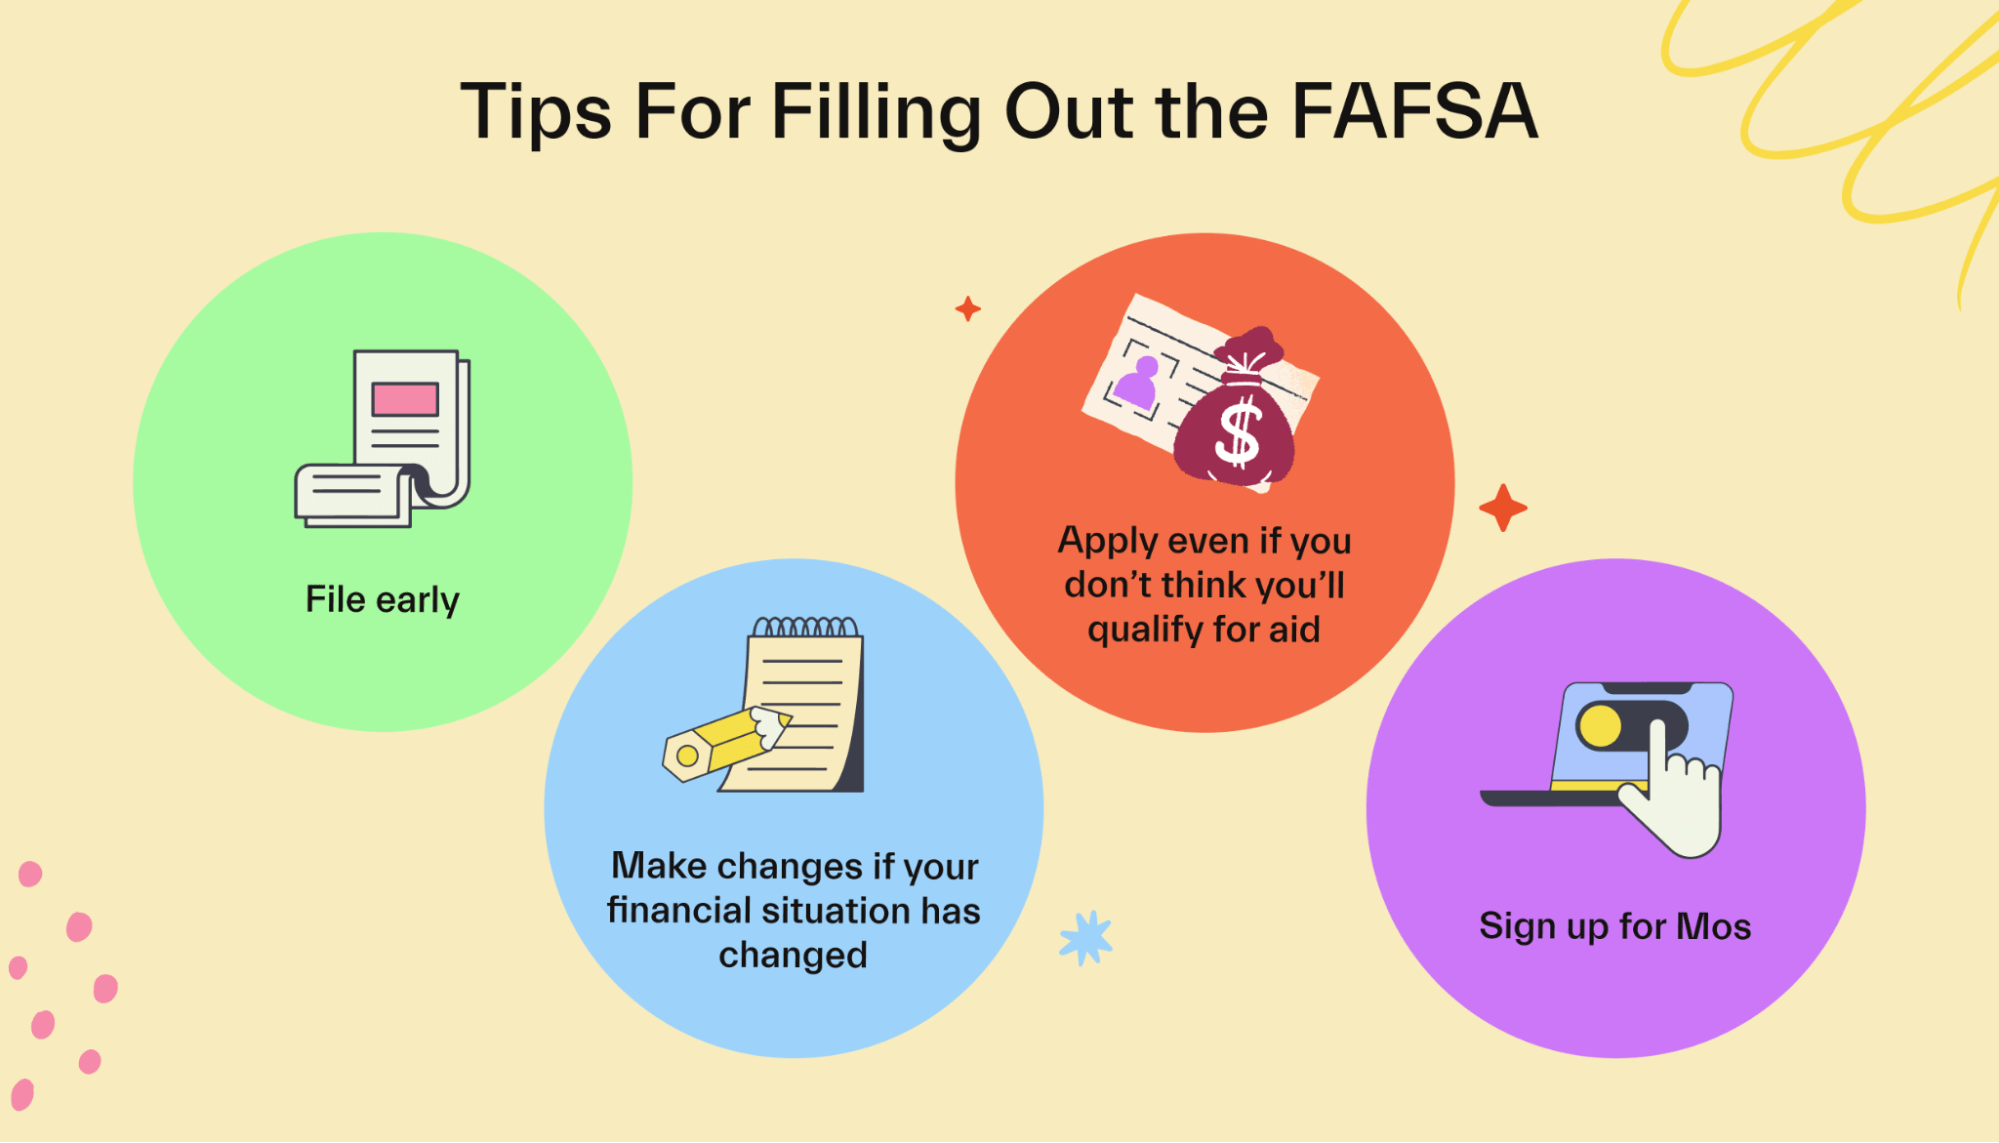 Tips For Filling Out the FAFSA
File early
Make changes if your
financial situation has
changed
$
Apply even if you
don’t think you’ll
qualify for aid
Sign up for Mos